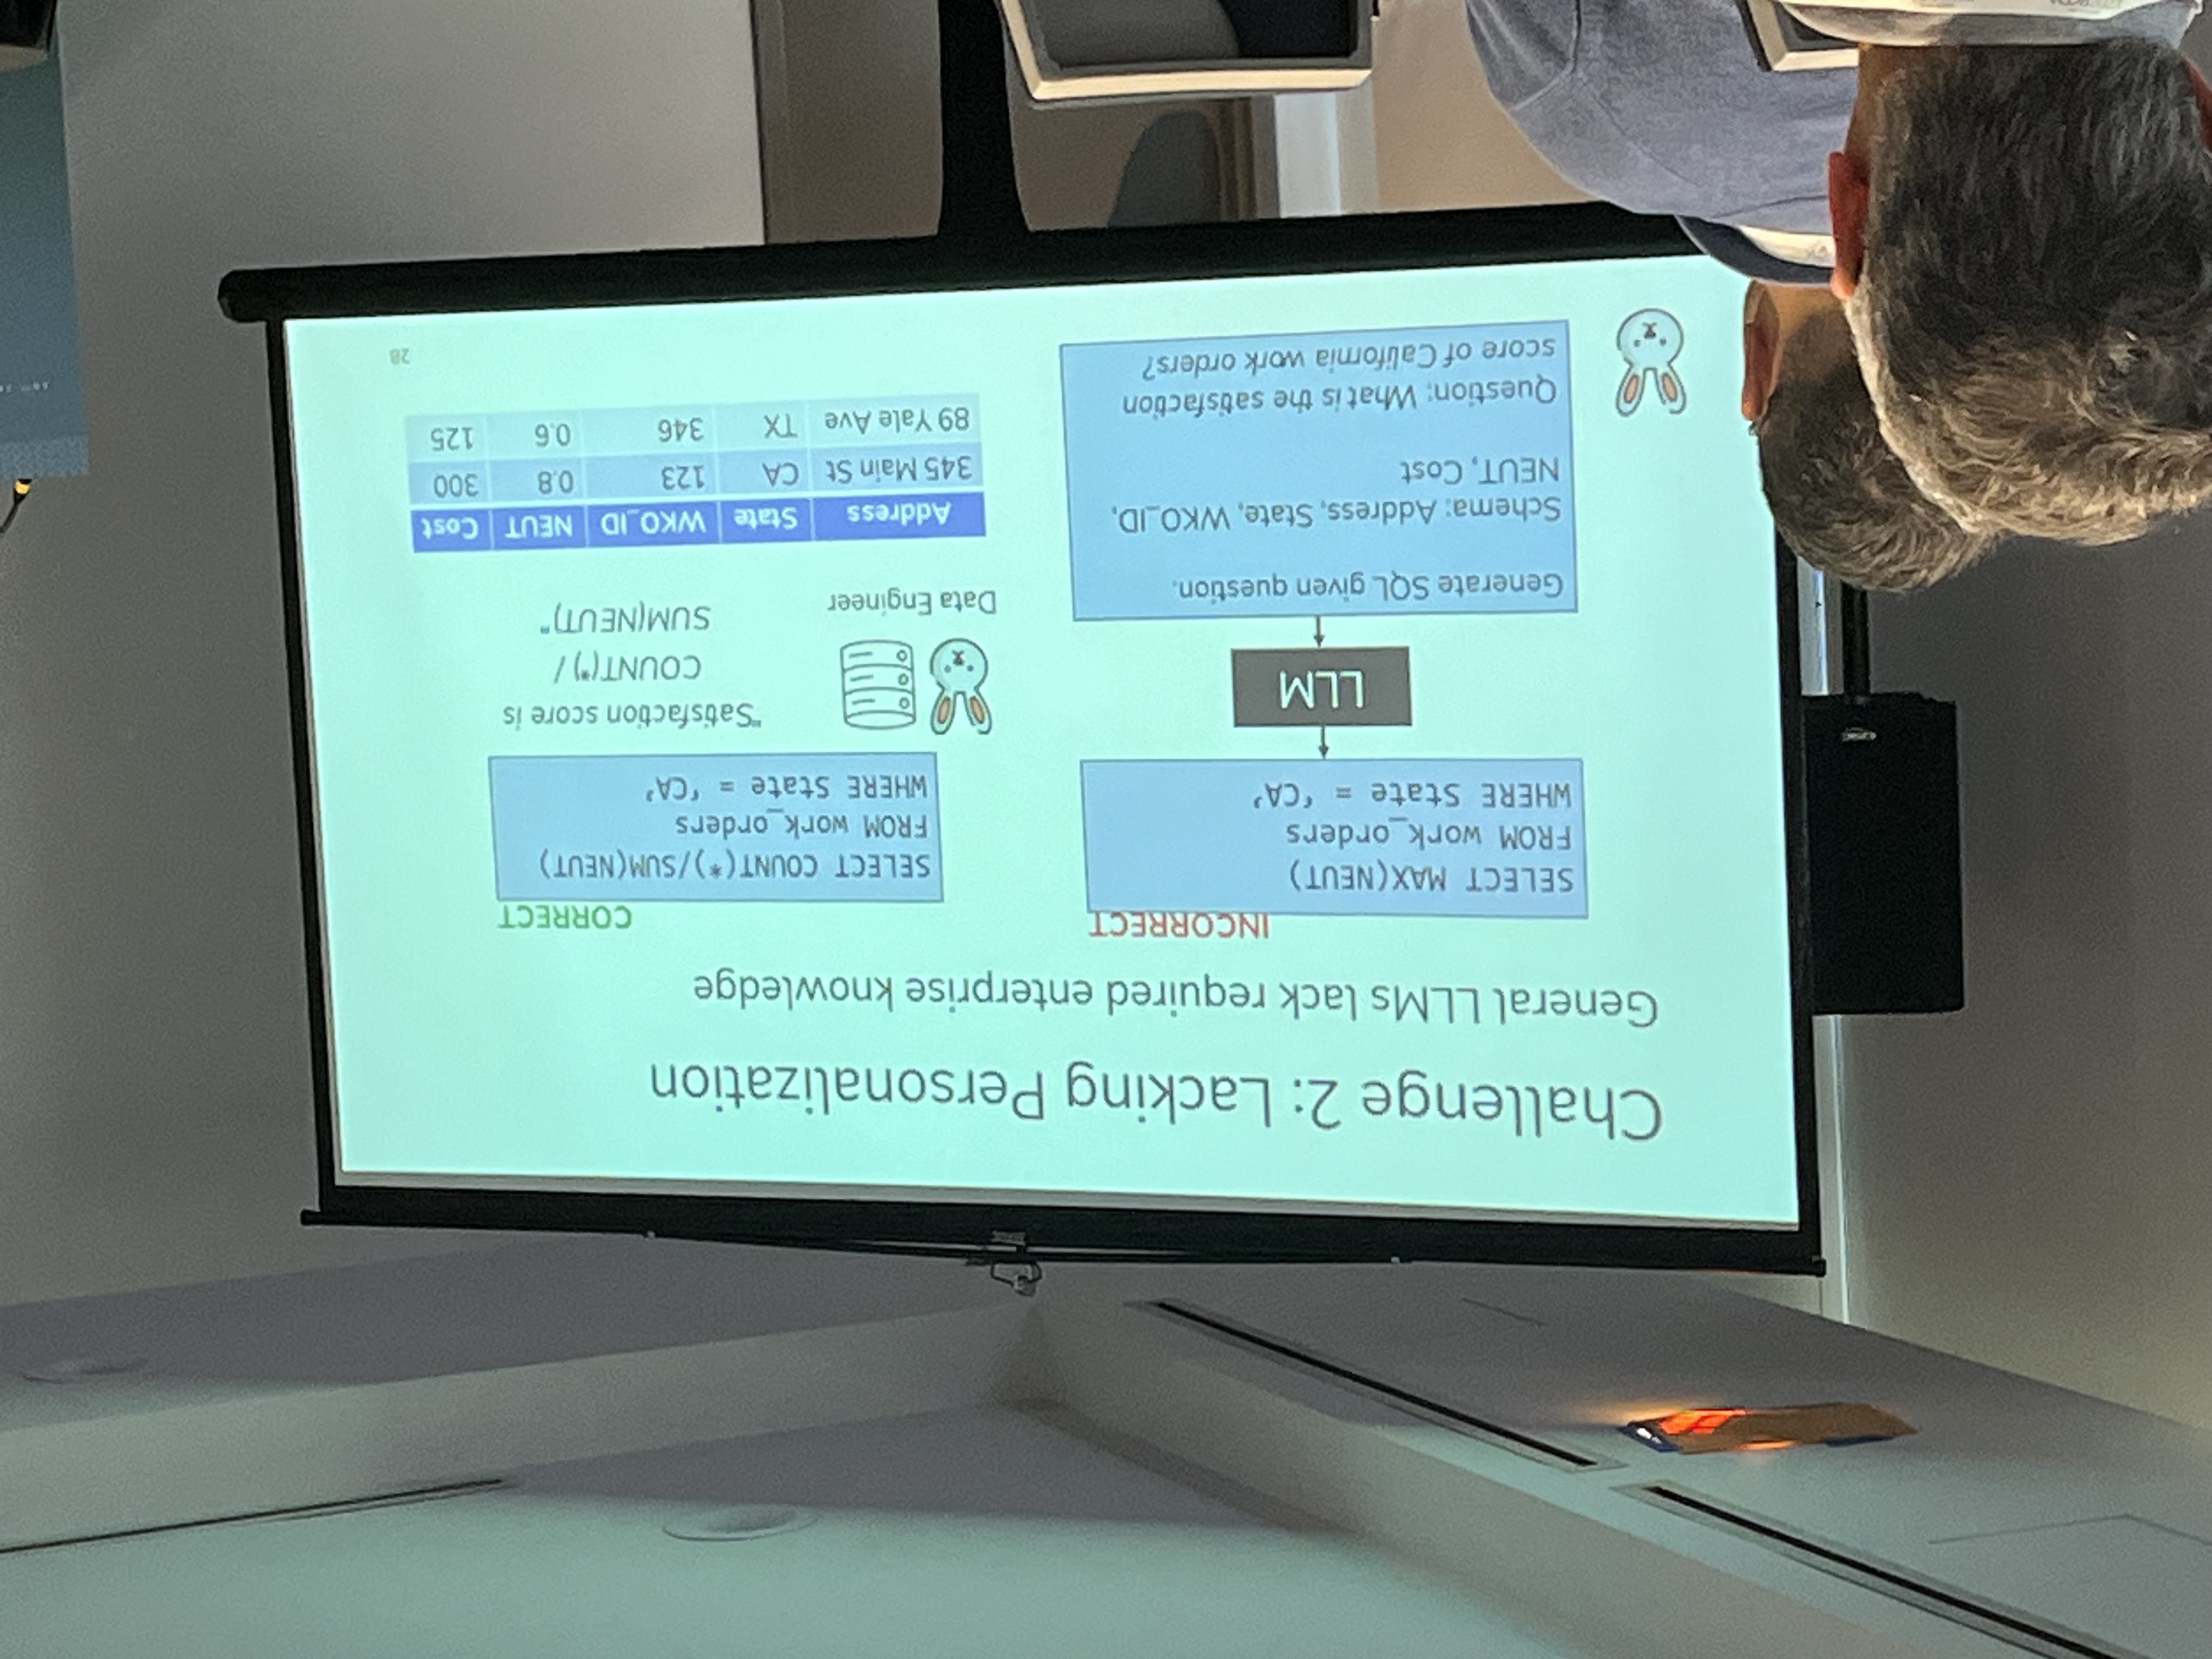 Challenge 2: Lacking Personalization
General LLMs lack required enterprise knowledge
INCORRECT
SELECT MAX(NEUT)
FROM work_orders
WHERE State = ‘CA’
LLM
Generate SQL given question.
Schema: Address, State, WKO_ID,
NEUT, Cost
Question: What is the satisfaction
score of California work orders?
CORRECT
SELECT COUNT(*)/SUM(NEUT)
FROM work_orders
WHERE State = ‘CA’
Data Engineer
"Satisfaction score is
COUNT(*) /
SUM(NEUT)"
Address State WKO_ID NEUT Cost
345 Main St CA 123 0.8 300
89 Yale Ave TX 346 0.6 125
28